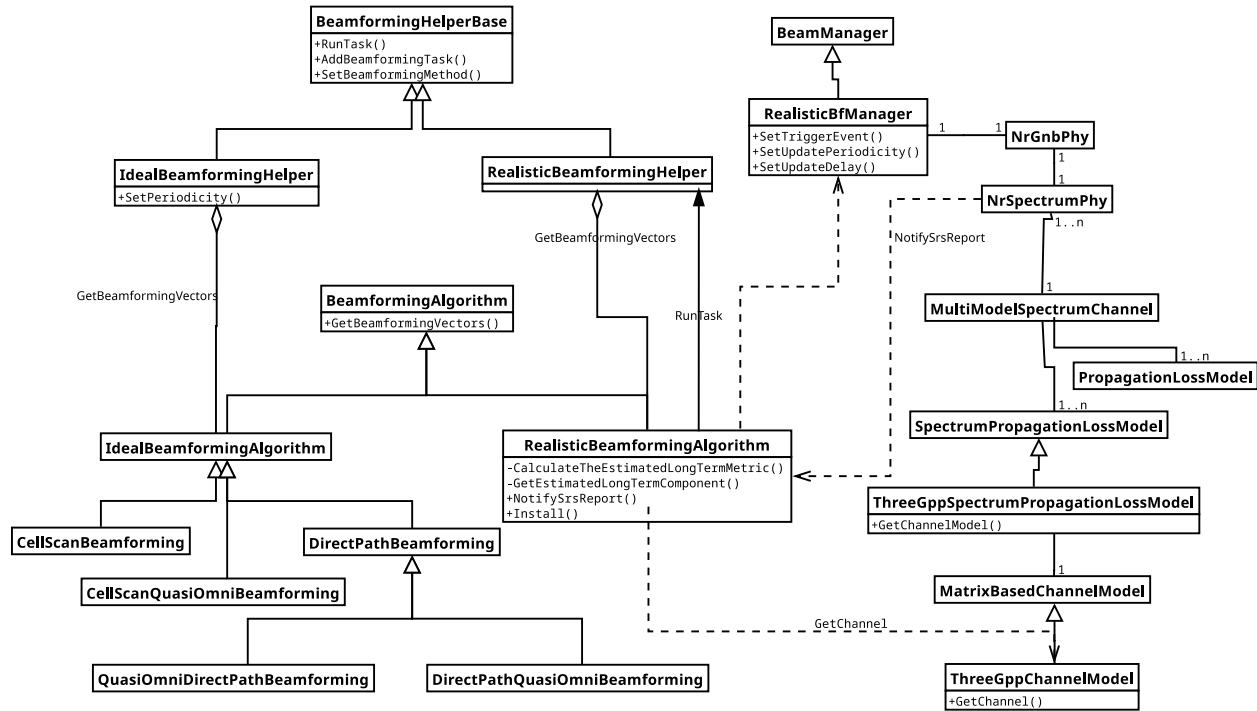 BeamformingHelperBase
+RunTask()
+AddBeamformingTask()
+SetBeamformingMethod()
BeamManager
RealisticBfManager
+SetTriggerEvent()
+SetUpdatePeriodicity()
+SetUpdateDelay()
1
1
NrGnbPhy
1
1
NrSpectrumPhy
1..n
IdealBeamformingHelper
+SetPeriodicity()
RealisticBeamformingHelper
GetBeamformingVectors
NotifySrsReport
GetBeamformingVectors
BeamformingAlgorithm
+GetBeamformingVectors()
RunTask
1
MultiModelSpectrumChannel
1..n
PropagationLossModel
1..n
SpectrumPropagationLossModel
IdealBeamformingAlgorithm
RealisticBeamformingAlgorithm
-CalculateTheEstimatedLongTermMetric()
-GetEstimatedLongTermComponent()
+NotifySrsReport()
+Install()
ThreeGppSpectrumPropagationLossModel
+GetChannelModel()
CellScanBeamforming
DirectPathBeamforming
CellScanQuasiOmniBeamforming
1
MatrixBasedChannelModel
GetChannel
QuasiOmniDirectPathBeamforming
DirectPathQuasiOmniBeamforming
ThreeGppChannelModel
+GetChannel()